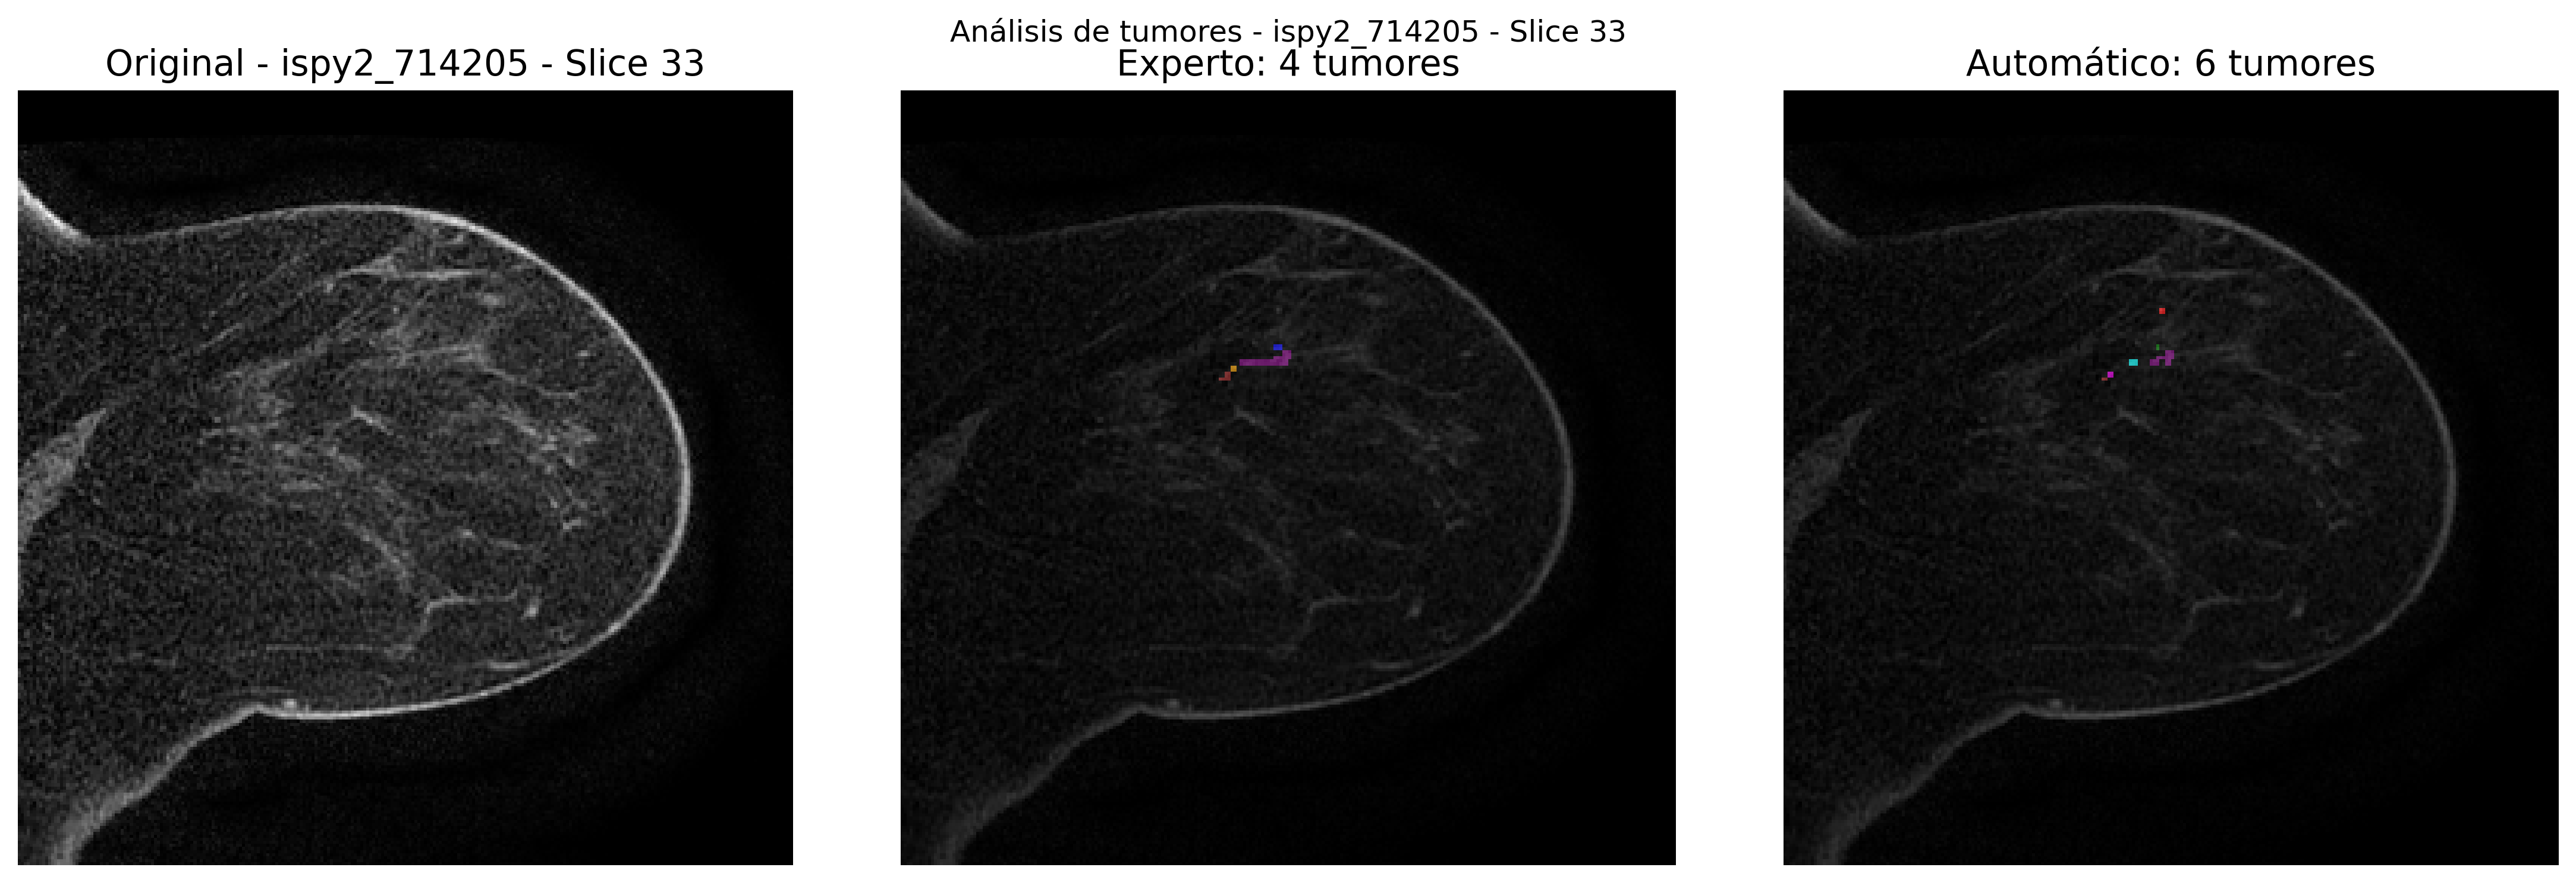 Análisis de tumores - ispy2_714205 - Slice 33
Original - ispy2_714205 - Slice 33
Experto: 4 tumores
Automático: 6 tumores